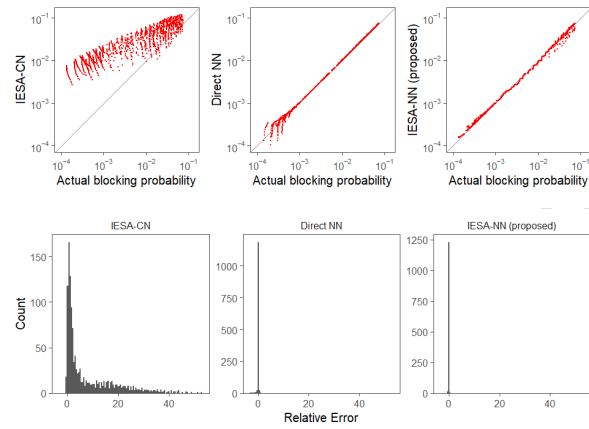 IESA-CN
10⁻¹
10⁻²
10⁻³
10⁻⁴
10⁻⁴ 10⁻³ 10⁻² 10⁻¹
Actual blocking probability
Direct NN
10⁻¹
10⁻²
10⁻³
10⁻⁴
10⁻⁴ 10⁻³ 10⁻² 10⁻¹
Actual blocking probability
IESA-NN (proposed)
10⁻¹
10⁻²
10⁻³
10⁻⁴
10⁻⁴ 10⁻³ 10⁻² 10⁻¹
Actual blocking probability
IESA-CN
Count
150
100
50
0
0 20 40
Direct NN
1000
750
500
250
0
0 20 40
IESA-NN (proposed)
1250
1000
750
500
250
0
0 20 40
Relative Error